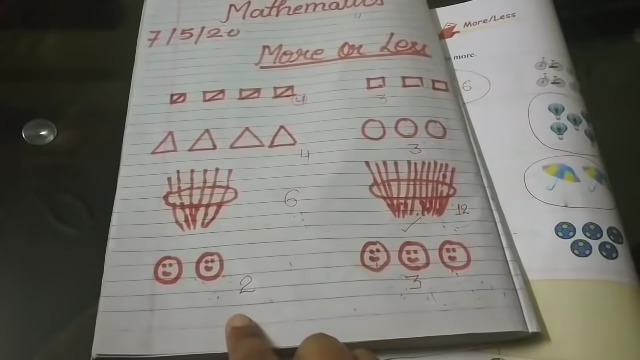 Mathematics
7/5/20
More or Less
4 3
4 3
6 12
2 3
More/Less
more.
6